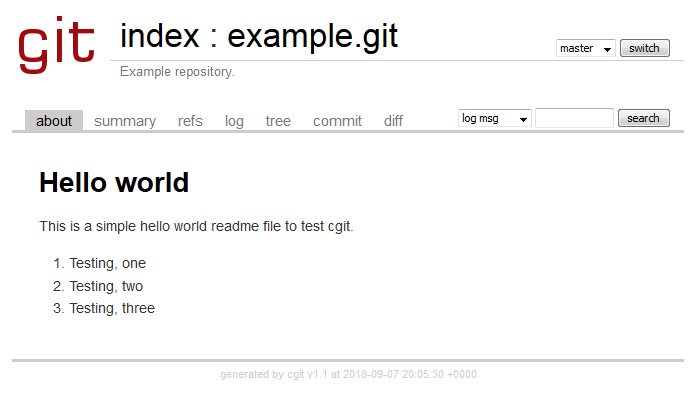 git
index : example.git
master switch
Example repository.
about summary refs log tree commit diff log msg search
Hello world
This is a simple hello world readme file to test cgit.
1. Testing, one
2. Testing, two
3. Testing, three
generated by cgit v1.1 at 2018-09-07 20:05:30 +0000